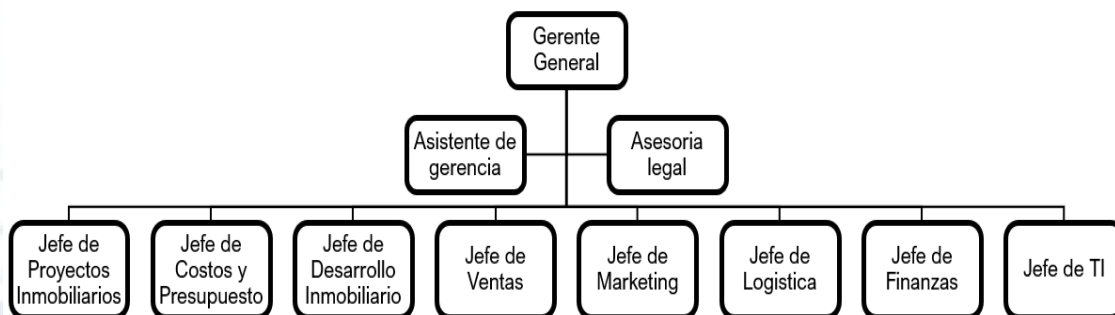 Gerente
General
Asistente de
gerencia
Asesoria
legal
Jefe de
Proyectos
Inmobiliarios
Jefe de
Costos y
Presupuesto
Jefe de
Desarrollo
Inmobiliario
Jefe de
Ventas
Jefe de
Marketing
Jefe de
Logistica
Jefe de
Finanzas
Jefe de TI